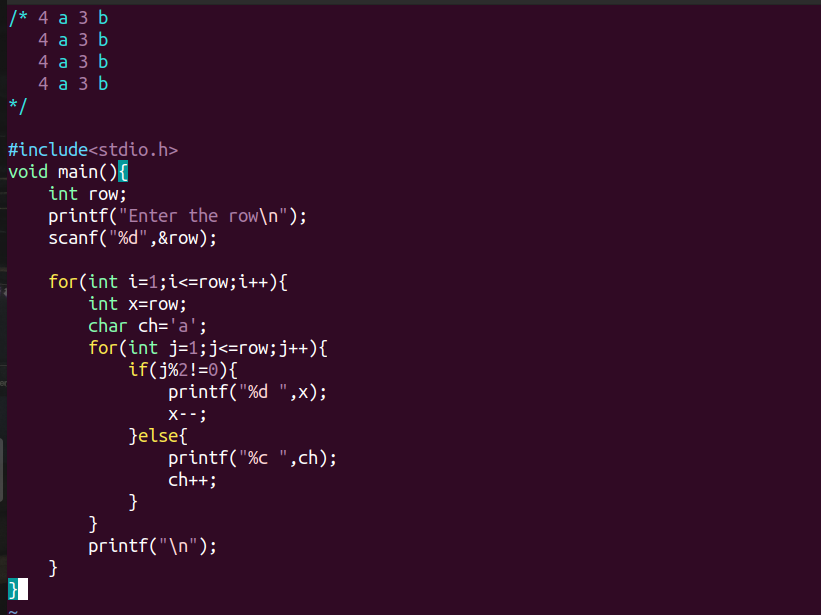 /* 4 a 3 b
   4 a 3 b
   4 a 3 b
   4 a 3 b
*/

#include<stdio.h>
void main(){
    int row;
    printf("Enter the row\n");
    scanf("%d",&row);

    for(int i=1;i<=row;i++){
        int x=row;
        char ch='a';
        for(int j=1;j<=row;j++){
            if(j%2!=0){
                printf("%d ",x);
                x--;
            }else{
                printf("%c ",ch);
                ch++;
            }
        }
        printf("\n");
    }
}
~